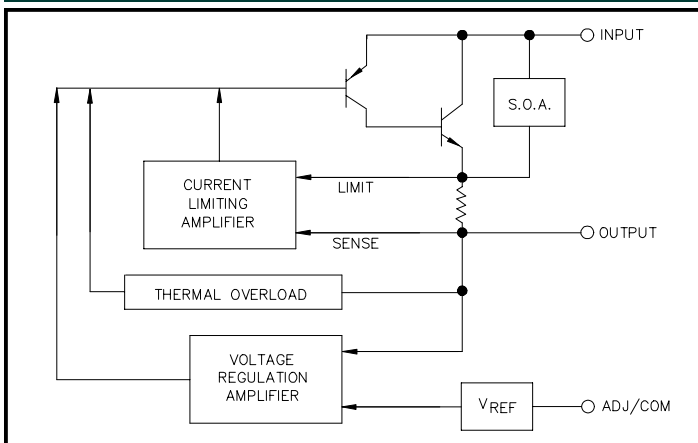 INPUT
S.O.A.
CURRENT
LIMITING
AMPLIFIER
LIMIT
SENSE
OUTPUT
THERMAL OVERLOAD
VOLTAGE
REGULATION
AMPLIFIER
VREF
ADJ/COM